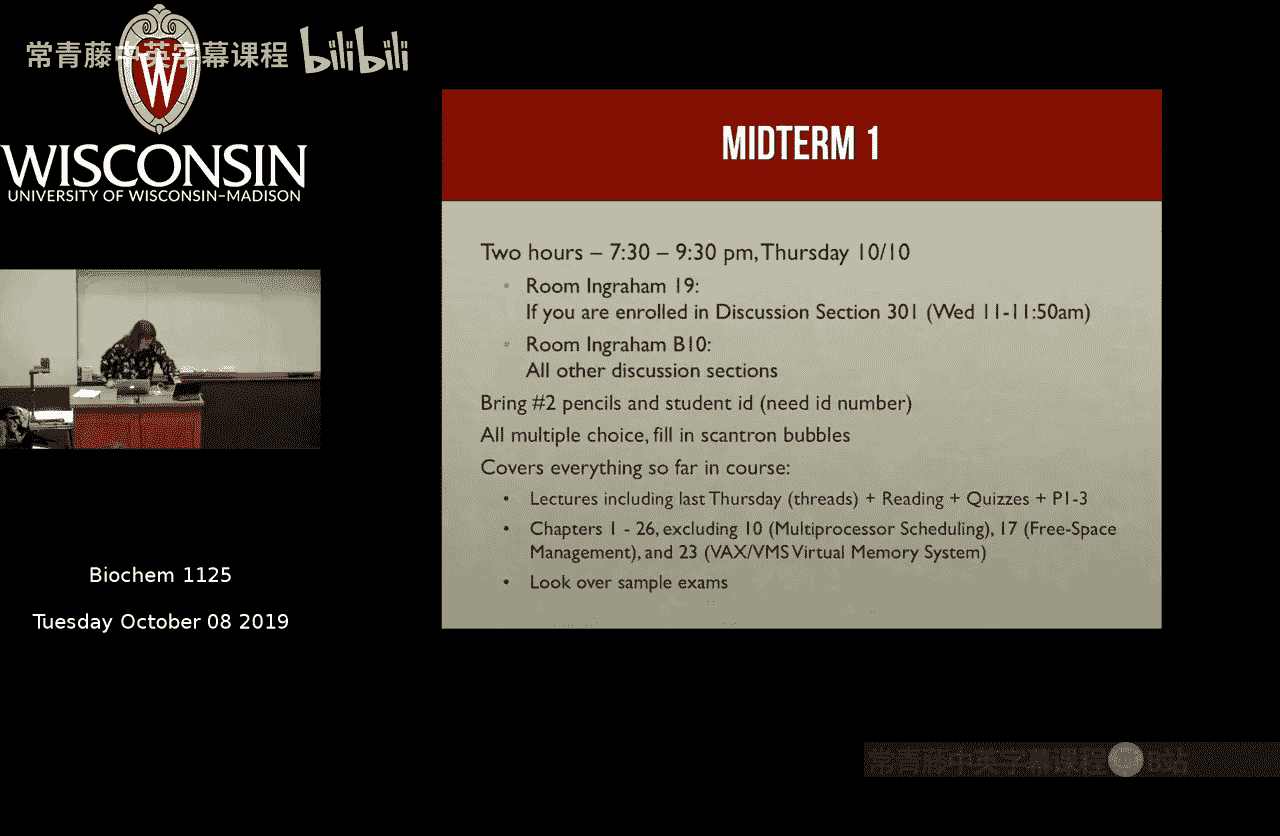 常青藤中英字幕课程 bilibili
W
WISCONSIN
UNIVERSITY OF WISCONSIN–MADISON
MIDTERM 1
Two hours – 7:30 – 9:30 pm, Thursday 10/10
◦ Room Ingraham 19:
If you are enrolled in Discussion Section 301 (Wed 11-11:50am)
◦ Room Ingraham B10:
All other discussion sections
Bring #2 pencils and student id (need id number)
All multiple choice, fill in scantron bubbles
Covers everything so far in course:
• Lectures including last Thursday (threads) + Reading + Quizzes + P1-3
• Chapters 1 - 26, excluding 10 (Multiprocessor Scheduling), 17 (Free-Space
Management), and 23 (VAX/VMS Virtual Memory System)
• Look over sample exams
Biochem 1125
Tuesday October 08 2019
常青藤中英字幕课程 B站